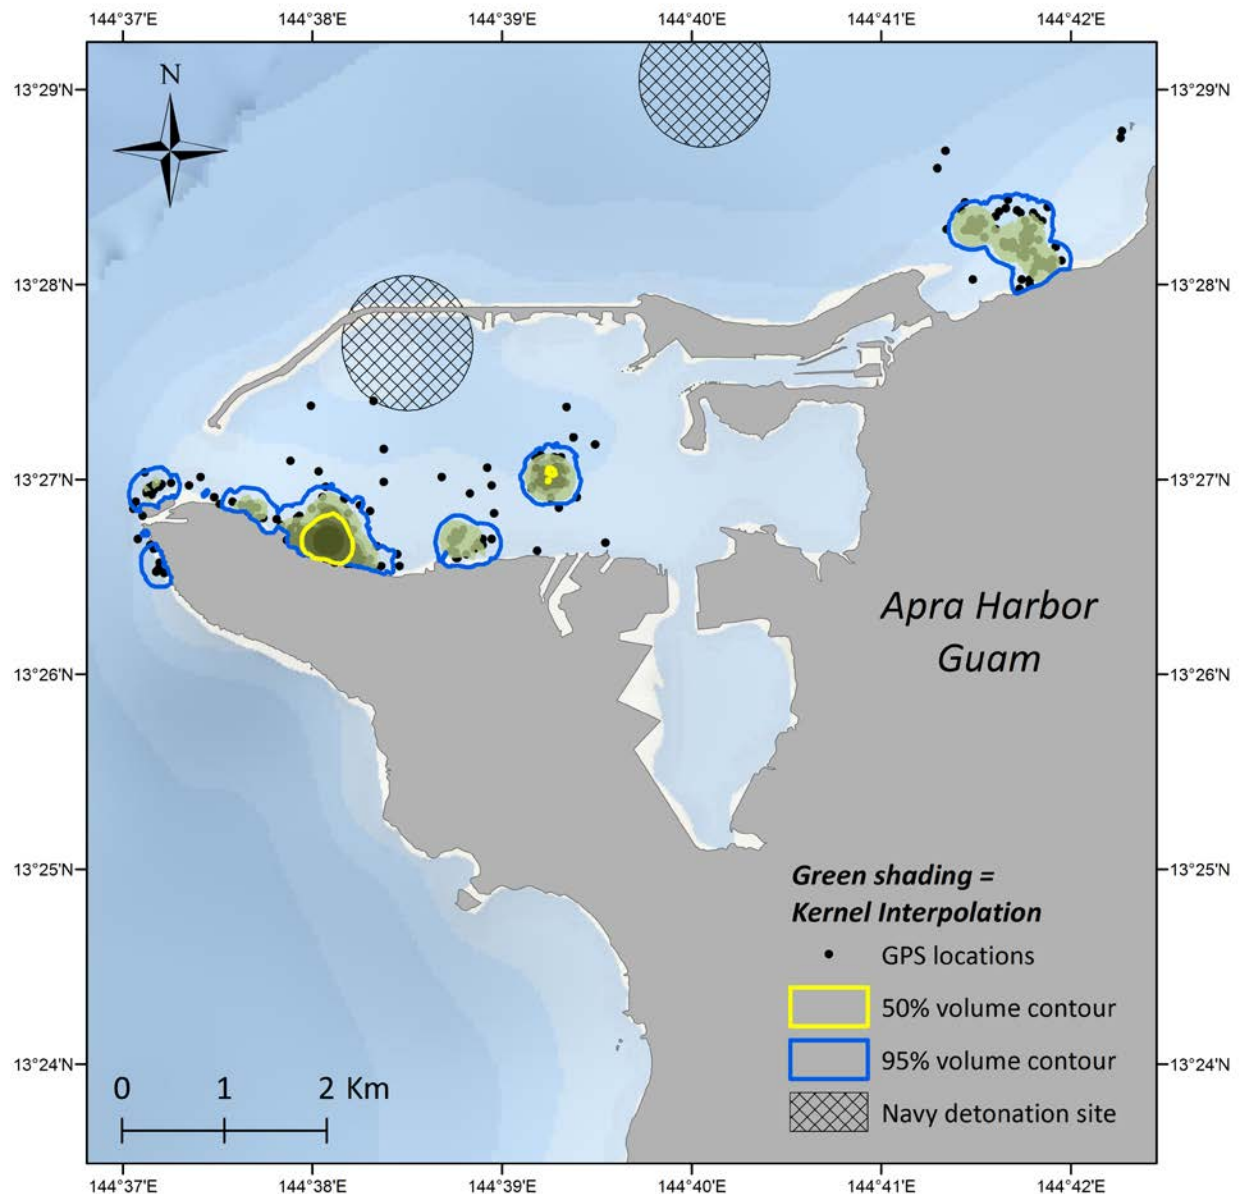 144°37'E 144°38'E 144°39'E 144°40'E 144°41'E 144°42'E
N
13°29'N 13°29'N
13°28'N 13°28'N
13°27'N 13°27'N
Apra Harbor
Guam
13°26'N 13°26'N
13°25'N 13°25'N
Green shading =
Kernel Interpolation
GPS locations
50% volume contour
95% volume contour
Navy detonation site
13°24'N 13°24'N
0 1 2 Km
144°37'E 144°38'E 144°39'E 144°40'E 144°41'E 144°42'E